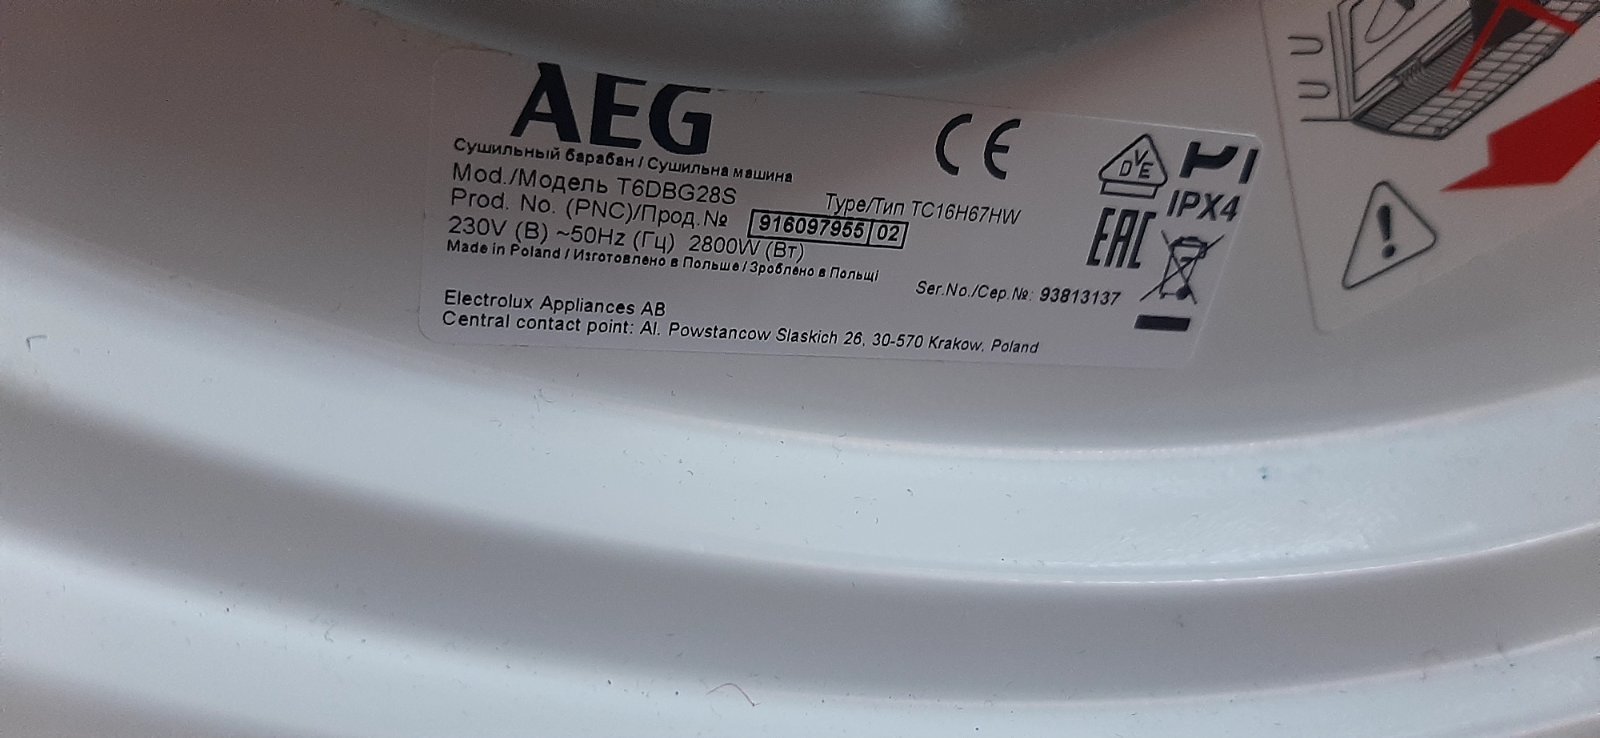 AEG
Сушильный барабан / Сушильна машина
Mod./Модель T6DBG28S
Type/Тип TC16H67HW
Prod. No. (PNC)/Прод.№ 916097955 02
230V (В) ~50Hz (Гц) 2800W (Вт)
Made in Poland / Изготовлено в Польше / Зроблено в Польщі
Ser.No./Сер.№: 93813137
Electrolux Appliances AB
Central contact point: Al. Powstancow Slaskich 26, 30-570 Krakow, Poland
CE
DVE
IPX4
EAC
!